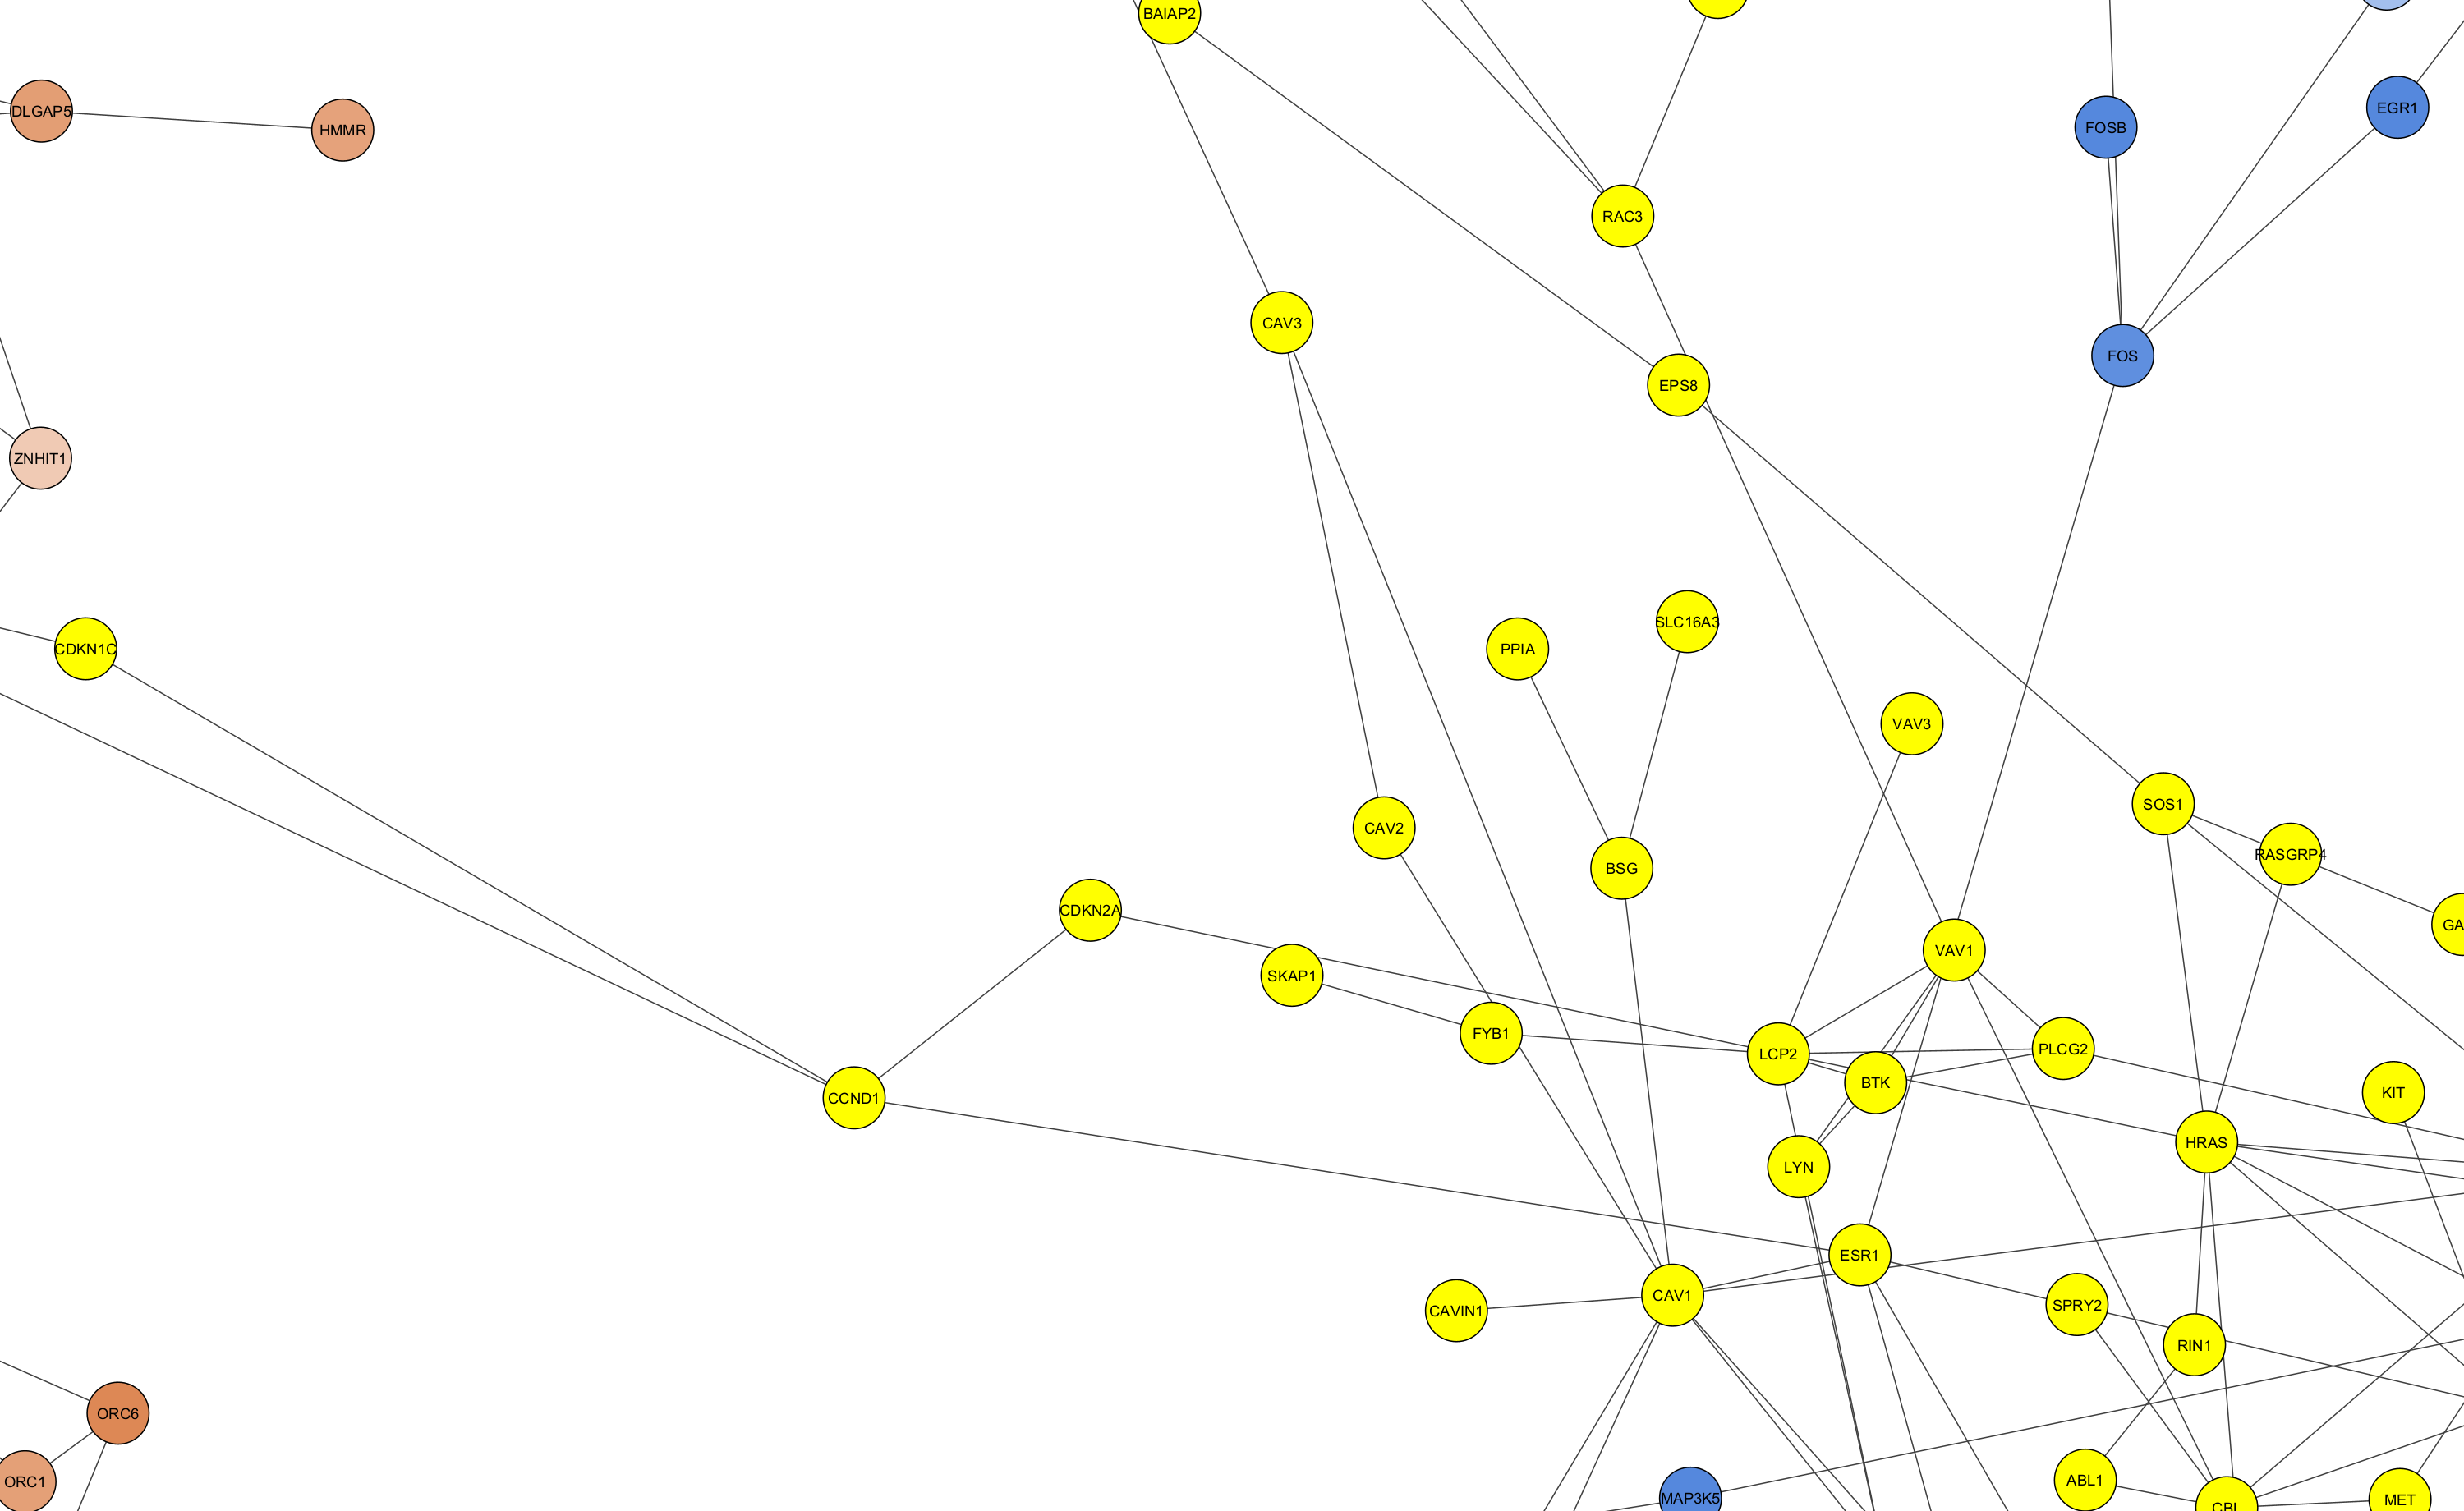 BAIAP2
DLGAP5
HMMR
EGR1
FOSB
RAC3
CAV3
FOS
EPS8
ZNHIT1
SLC16A3
PPIA
CDKN1C
VAV3
SOS1
CAV2
RASGRP4
BSG
CDKN2A
GA
VAV1
SKAP1
FYB1
LCP2
PLCG2
BTK
KIT
CCND1
HRAS
LYN
ESR1
CAV1
SPRY2
CAVIN1
RIN1
ORC6
ORC1
ABL1
MAP3K5
MET
CBL